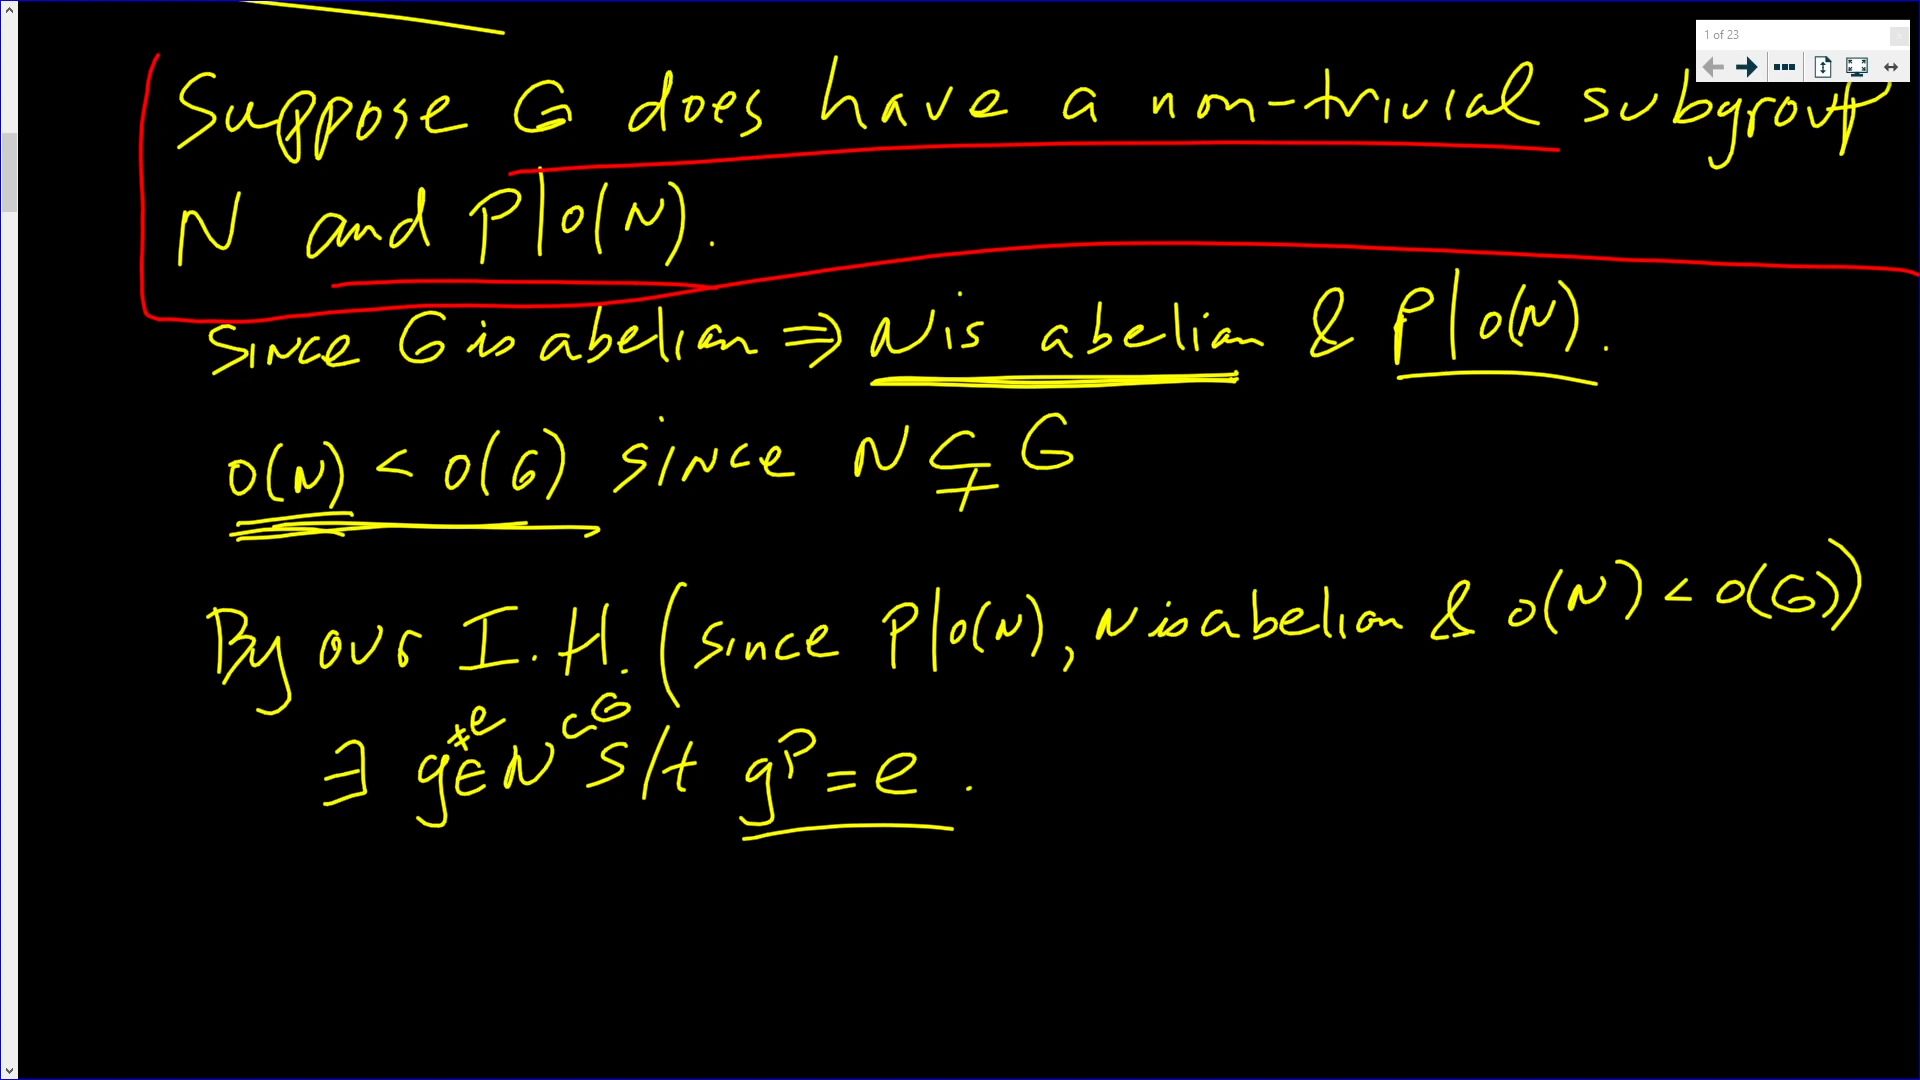 1 of 23
Suppose G does have a non-trivial subgroup
N and P|o(N).
Since G is abelian ⇒ N is abelian & P|o(N).
o(N) < o(G) since N ⊊ G
By our I.H. (since P|o(N), N is abelian & o(N) < o(G))
∃ g ≠e ∈ N ⊂ G s/t g^P = e.